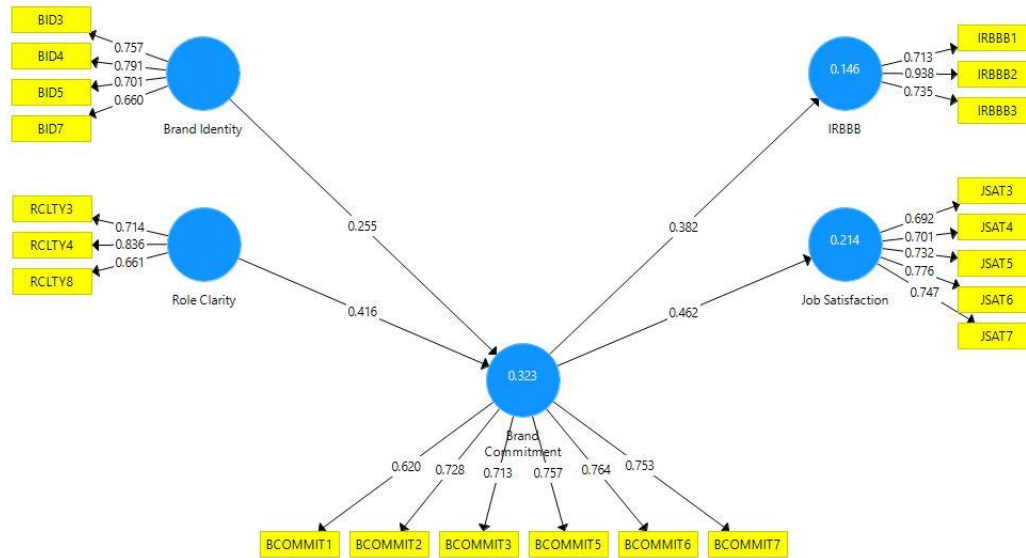 BID3
0.757
BID4
0.791
BID5
0.701
0.660
BID7
Brand Identity
IRBBB1
0.713
0.146
0.938
IRBBB2
0.735
IRBBB3
IRBBB
RCLTY3
0.714
RCLTY4
0.836
0.661
RCLTY8
Role Clarity
0.255
0.382
0.416
0.462
JSAT3
0.692
JSAT4
0.701
0.214
0.732
JSAT5
0.776
0.747
JSAT6
JSAT7
Job Satisfaction
0.323
Brand
Commitment
0.620
0.728
0.713
0.757
0.764
0.753
BCOMMIT1
BCOMMIT2
BCOMMIT3
BCOMMIT5
BCOMMIT6
BCOMMIT7